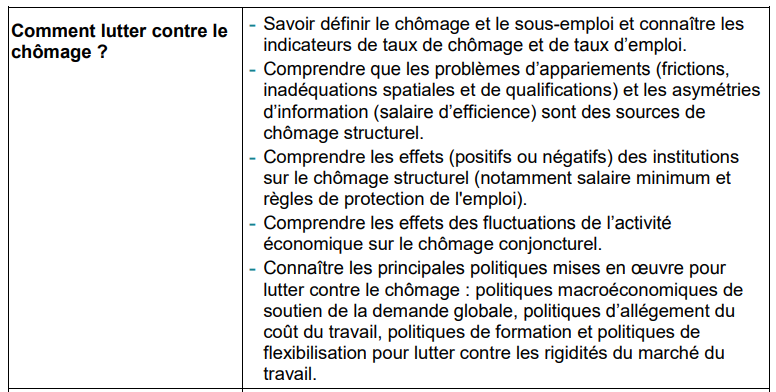 Comment lutter contre le
chômage ?
- Savoir définir le chômage et le sous-emploi et connaître les
indicateurs de taux de chômage et de taux d'emploi.
- Comprendre que les problèmes d'appariements (frictions,
inadéquations spatiales et de qualifications) et les asymétries
d'information (salaire d'efficience) sont des sources de
chômage structurel.
- Comprendre les effets (positifs ou négatifs) des institutions
sur le chômage structurel (notamment salaire minimum et
règles de protection de l'emploi).
- Comprendre les effets des fluctuations de l'activité
économique sur le chômage conjoncturel.
- Connaître les principales politiques mises en œuvre pour
lutter contre le chômage : politiques macroéconomiques de
soutien de la demande globale, politiques d'allégement du
coût du travail, politiques de formation et politiques de
flexibilisation pour lutter contre les rigidités du marché du
travail.